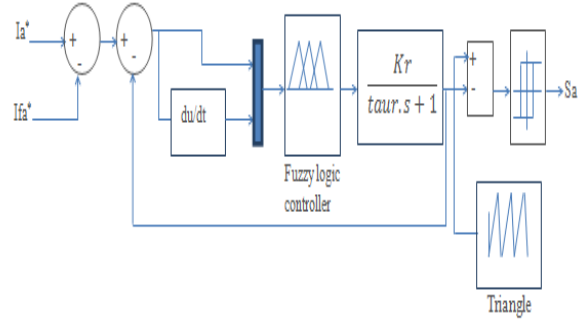 Ia*
+
-
+
-
Ifa*
du/dt
Fuzzy logic
controller
Kr
taur.s + 1
+
-
Sa
Triangle